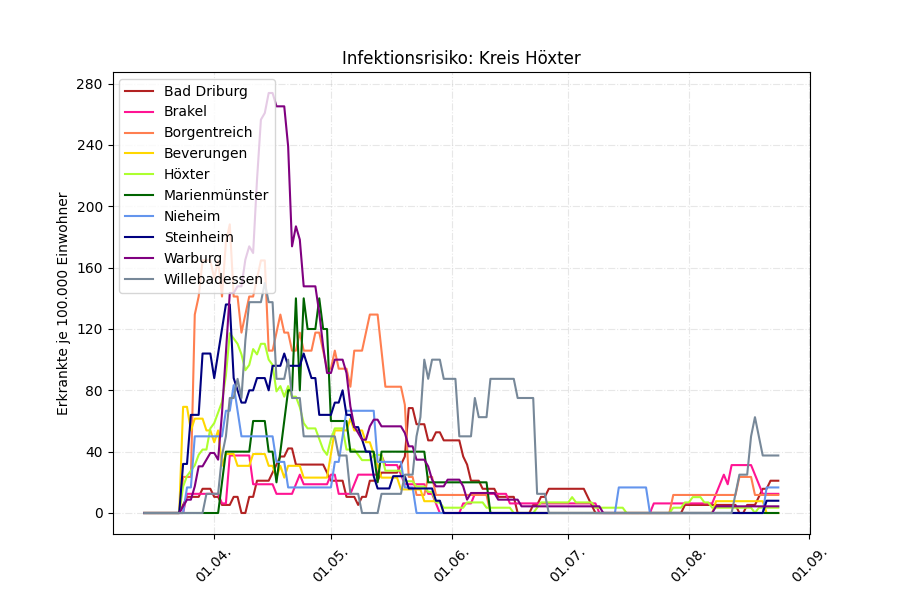 Infektionsrisiko: Kreis Höxter
Erkrankte je 100.000 Einwohner
280
240
200
160
120
80
40
0
Bad Driburg
Brakel
Borgentreich
Beverungen
Höxter
Marienmünster
Nieheim
Steinheim
Warburg
Willebadessen
01.04.
01.05.
01.06.
01.07.
01.08.
01.09.